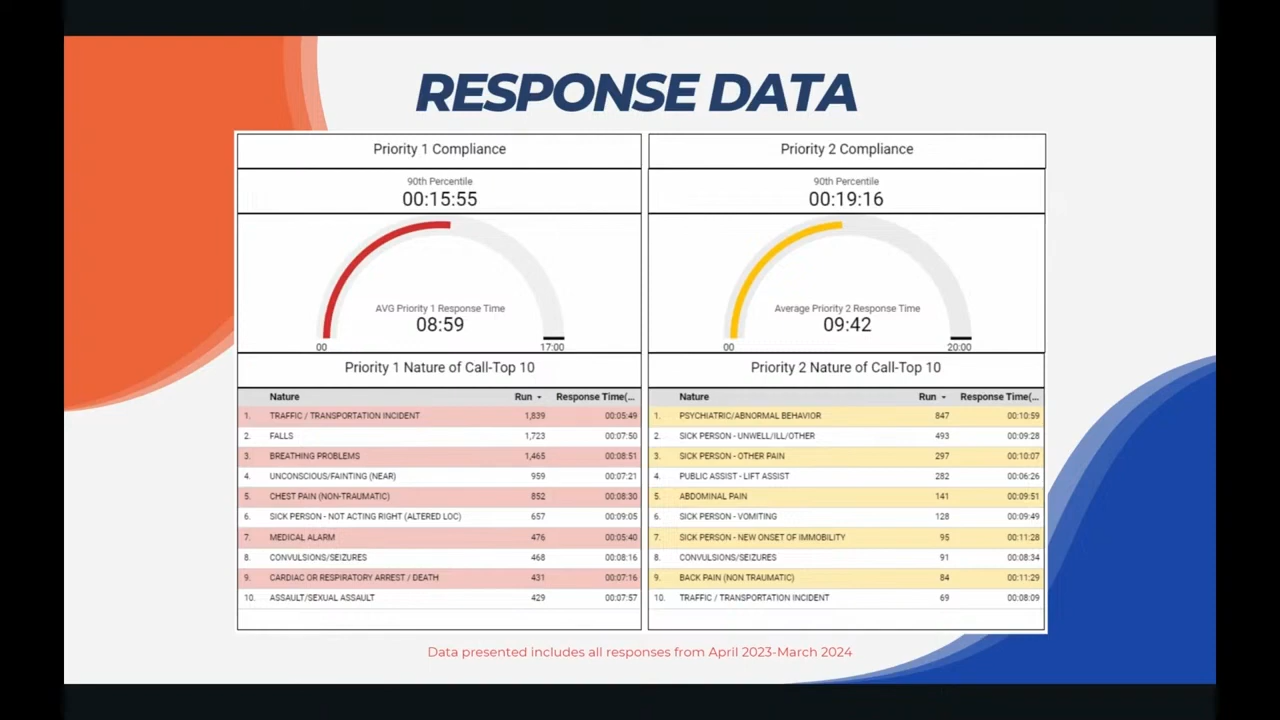 RESPONSE DATA
Priority 1 Compliance
90th Percentile
00:15:55
AVG Priority 1 Response Time
08:59
00 17:00
Priority 1 Nature of Call-Top 10
Nature Run Response Time(...
1. TRAFFIC / TRANSPORTATION INCIDENT 1,839 00:05:49
2. FALLS 1,723 00:07:50
3. BREATHING PROBLEMS 1,465 00:08:51
4. UNCONSCIOUS/FAINTING (NEAR) 959 00:07:21
5. CHEST PAIN (NON-TRAUMATIC) 852 00:08:30
6. SICK PERSON - NOT ACTING RIGHT (ALTERED LOC) 657 00:09:05
7. MEDICAL ALARM 476 00:05:40
8. CONVULSIONS/SEIZURES 468 00:08:16
9. CARDIAC OR RESPIRATORY ARREST / DEATH 431 00:07:16
10. ASSAULT/SEXUAL ASSAULT 429 00:07:57
Priority 2 Compliance
90th Percentile
00:19:16
Average Priority 2 Response Time
09:42
00 20:00
Priority 2 Nature of Call-Top 10
Nature Run Response Time(...
1. PSYCHIATRIC/ABNORMAL BEHAVIOR 847 00:10:59
2. SICK PERSON - UNWELL/ILL/OTHER 493 00:09:28
3. SICK PERSON - OTHER PAIN 297 00:10:07
4. PUBLIC ASSIST - LIFT ASSIST 282 00:06:26
5. ABDOMINAL PAIN 141 00:09:51
6. SICK PERSON - VOMITING 128 00:09:49
7. SICK PERSON - NEW ONSET OF IMMOBILITY 95 00:11:28
8. CONVULSIONS/SEIZURES 91 00:08:34
9. BACK PAIN (NON TRAUMATIC) 84 00:11:29
10. TRAFFIC / TRANSPORTATION INCIDENT 69 00:08:09
Data presented includes all responses from April 2023-March 2024